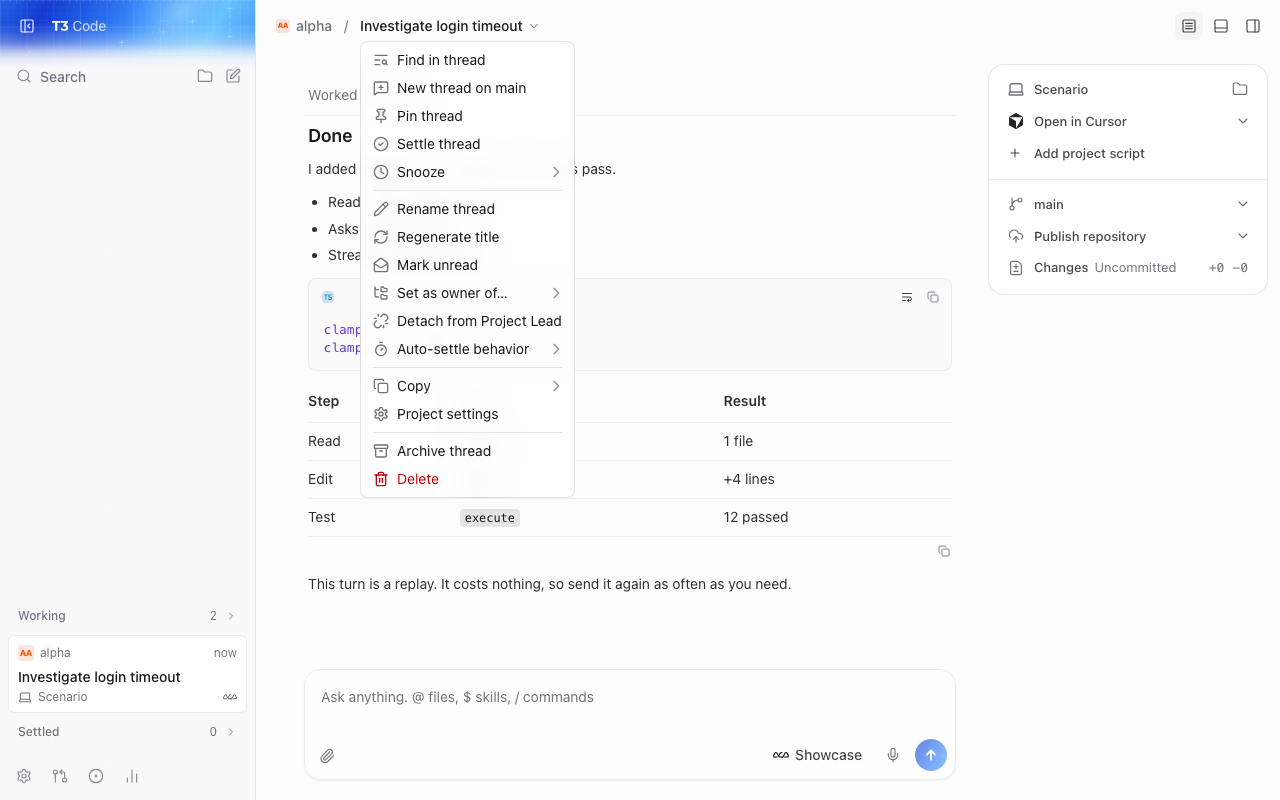 T3 Code
Search
Working 2
AA alpha now
Investigate login timeout
Scenario
Settled 0
AA alpha / Investigate login timeout
Find in thread
New thread on main
Pin thread
Settle thread
Snooze
Rename thread
Regenerate title
Mark unread
Set as owner of...
Detach from Project Lead
Auto-settle behavior
Copy
Project settings
Archive thread
Delete
Worked
Done
I added s pass.
Read
Asks
Strea
TS
clamp
clamp
Step Result
Read 1 file
Edit +4 lines
Test execute 12 passed
This turn is a replay. It costs nothing, so send it again as often as you need.
Ask anything. @ files, $ skills, / commands
Showcase
Scenario
Open in Cursor
Add project script
main
Publish repository
Changes Uncommitted +0 −0